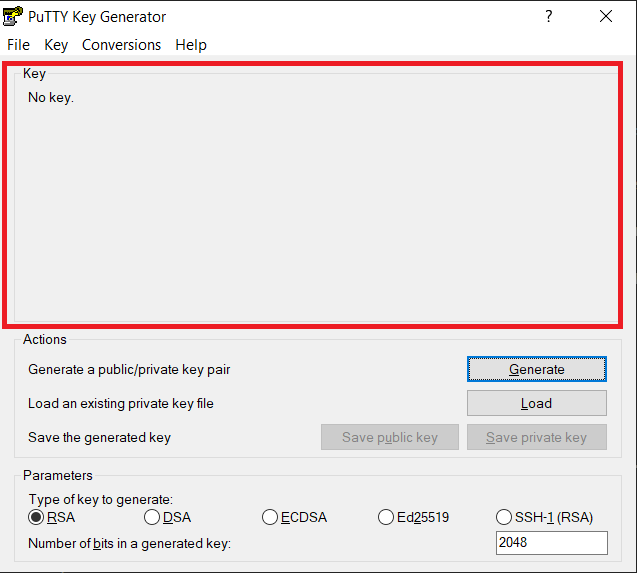 PuTTY Key Generator ?
File Key Conversions Help
Key
No key.
Actions
Generate a public/private key pair Generate
Load an existing private key file Load
Save the generated key Save public key Save private key
Parameters
Type of key to generate:
RSA DSA ECDSA Ed25519 SSH-1 (RSA)
Number of bits in a generated key: 2048